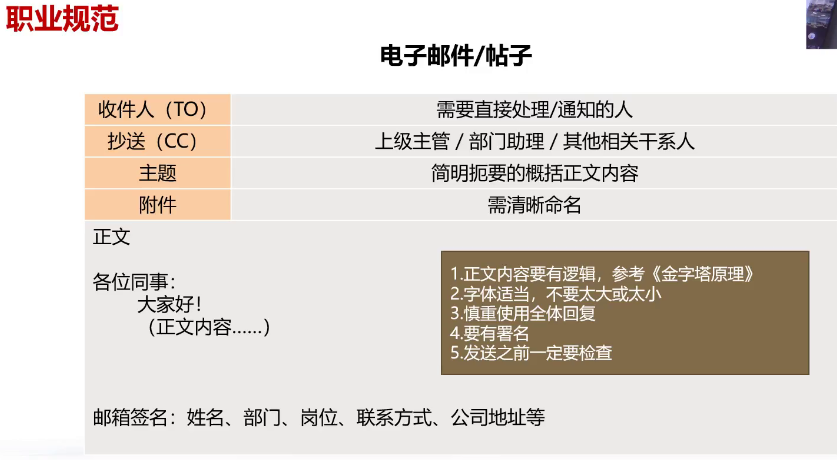 职业规范
电子邮件/帖子
收件人（TO） 需要直接处理/通知的人
抄送（CC） 上级主管 / 部门助理 / 其他相关干系人
主题 简明扼要的概括正文内容
附件 需清晰命名
正文
各位同事：
大家好！
（正文内容......）
1.正文内容要有逻辑，参考《金字塔原理》
2.字体适当，不要太大或太小
3.慎重使用全体回复
4.要有署名
5.发送之前一定要检查
邮箱签名：姓名、部门、岗位、联系方式、公司地址等